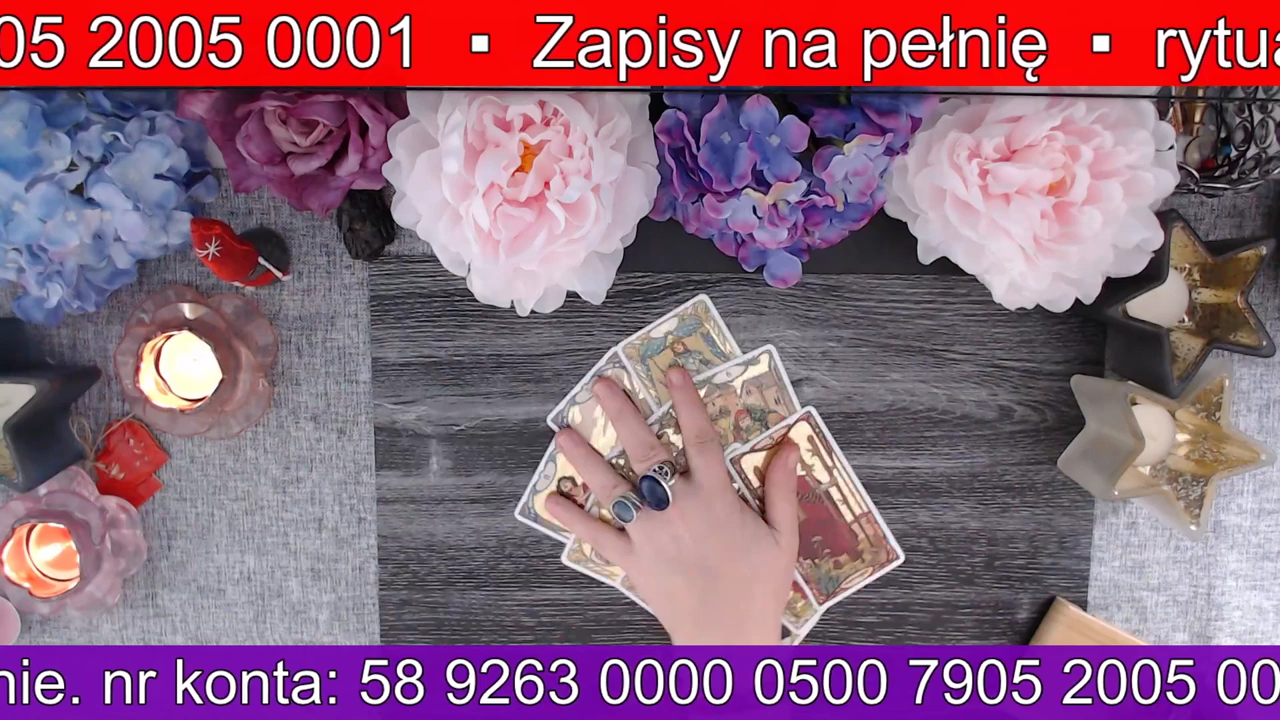 05 2005 0001 ▪ Zapisy na pełnię ▪ rytua
nie. nr konta: 58 9263 0000 0500 7905 2005 00